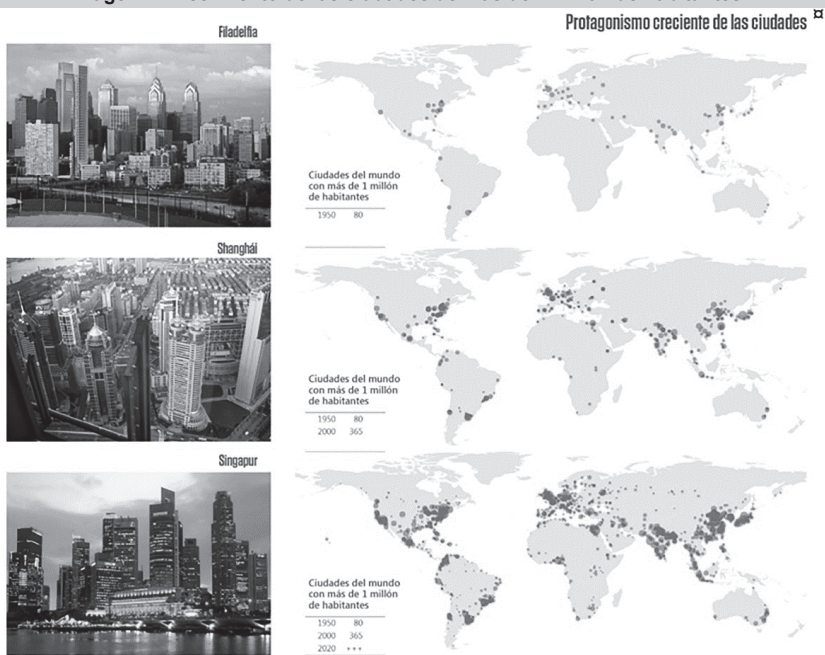 Protagonismo creciente de las ciudades
Filadelfia
Ciudades del mundo
con más de 1 millón
de habitantes
1950 80
Shanghái
Ciudades del mundo
con más de 1 millón
de habitantes
1950 80
2000 365
Singapur
Ciudades del mundo
con más de 1 millón
de habitantes
1950 80
2000 365
2020 •••